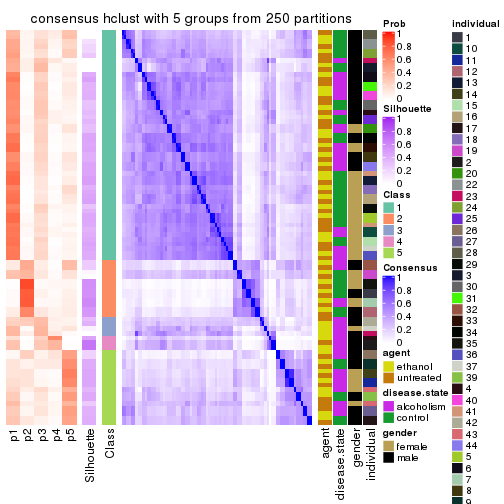 consensus hclust with 5 groups from 250 partitions
Prob
1
0.8
0.6
0.4
0.2
0
Silhouette
1
0.8
0.6
0.4
0.2
0
Class
1
2
3
4
5
Consensus
1
0.8
0.6
0.4
0.2
0
agent
ethanol
untreated
disease.state
alcoholism
control
gender
female
male
individual
1
10
11
12
13
14
15
16
17
18
19
2
20
22
23
24
25
26
27
28
29
3
30
31
32
33
34
35
36
37
39
4
40
41
42
43
44
5
6
7
8
9
p1
p2
p3
p4
p5
Silhouette
Class
agent
disease.state
gender
individual